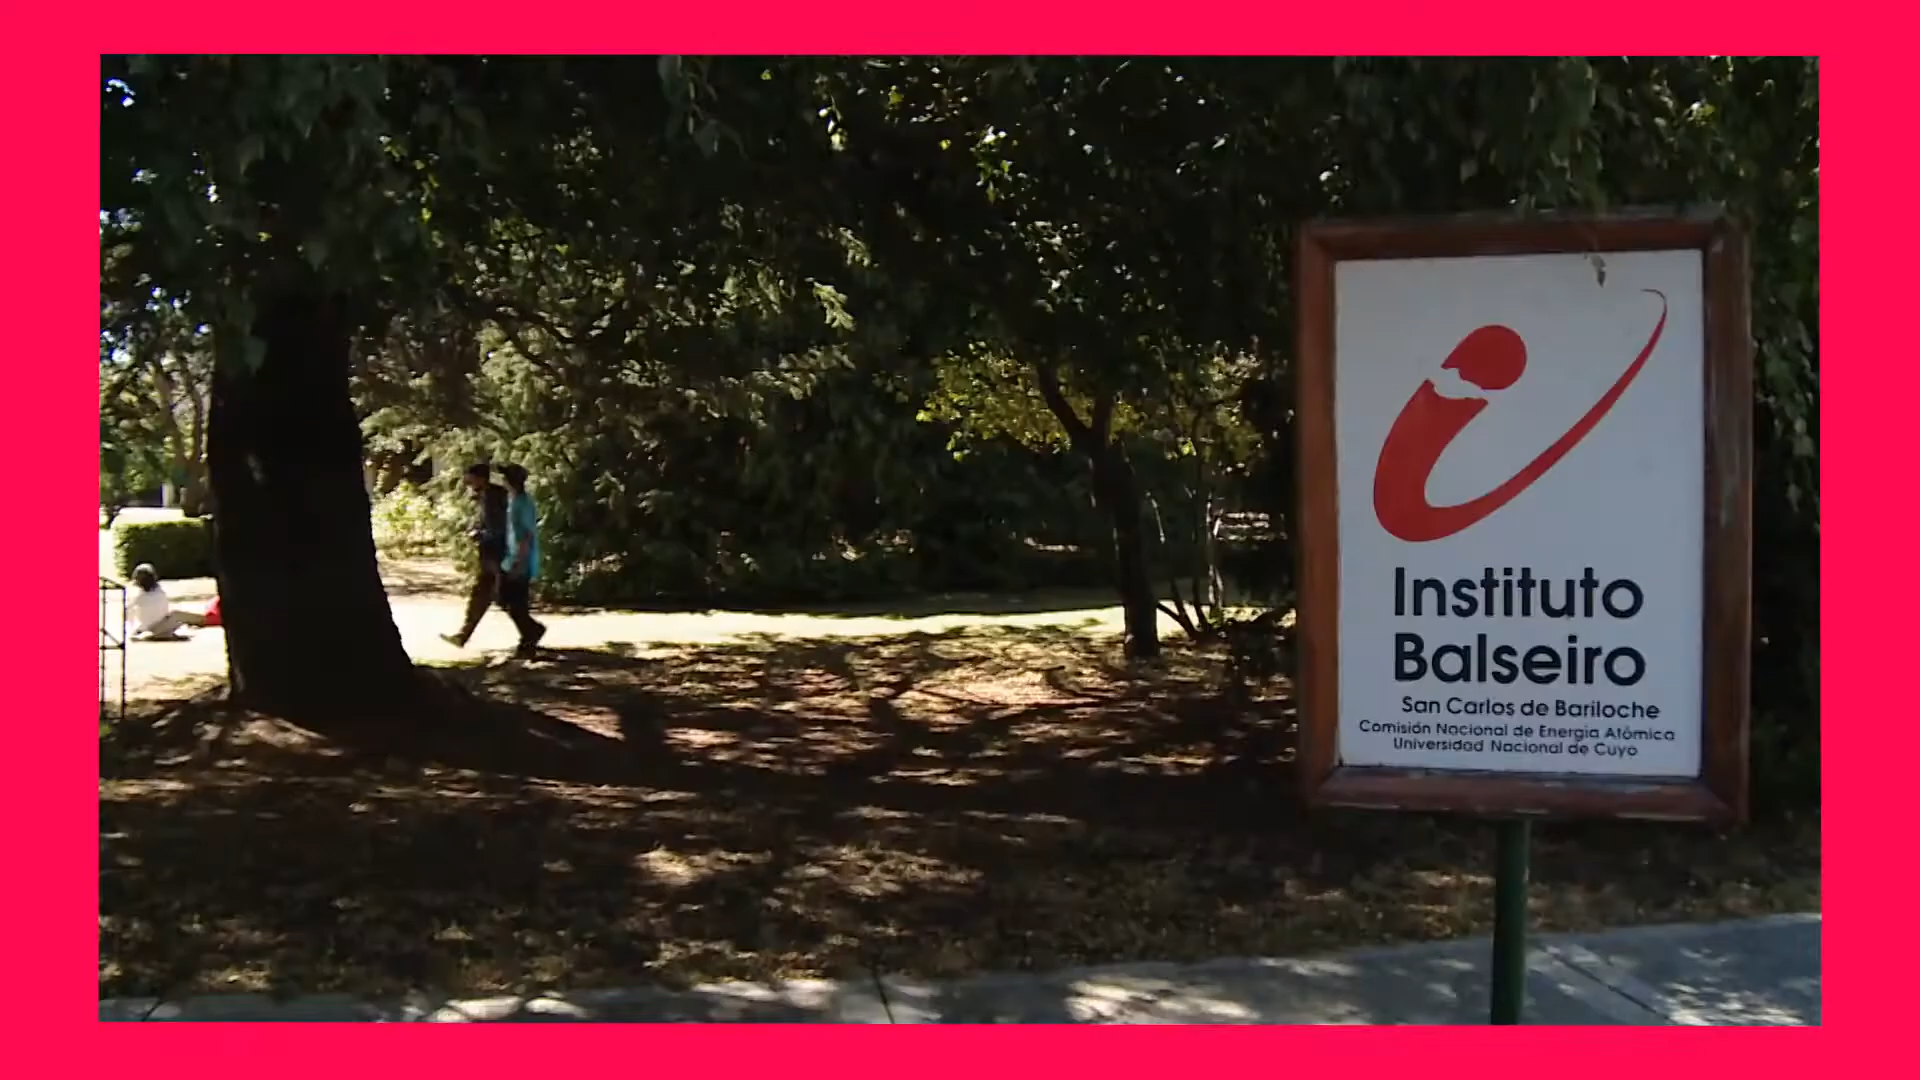 Instituto
Balseiro
San Carlos de Bariloche
Comisión Nacional de Energía Atómica
Universidad Nacional de Cuyo